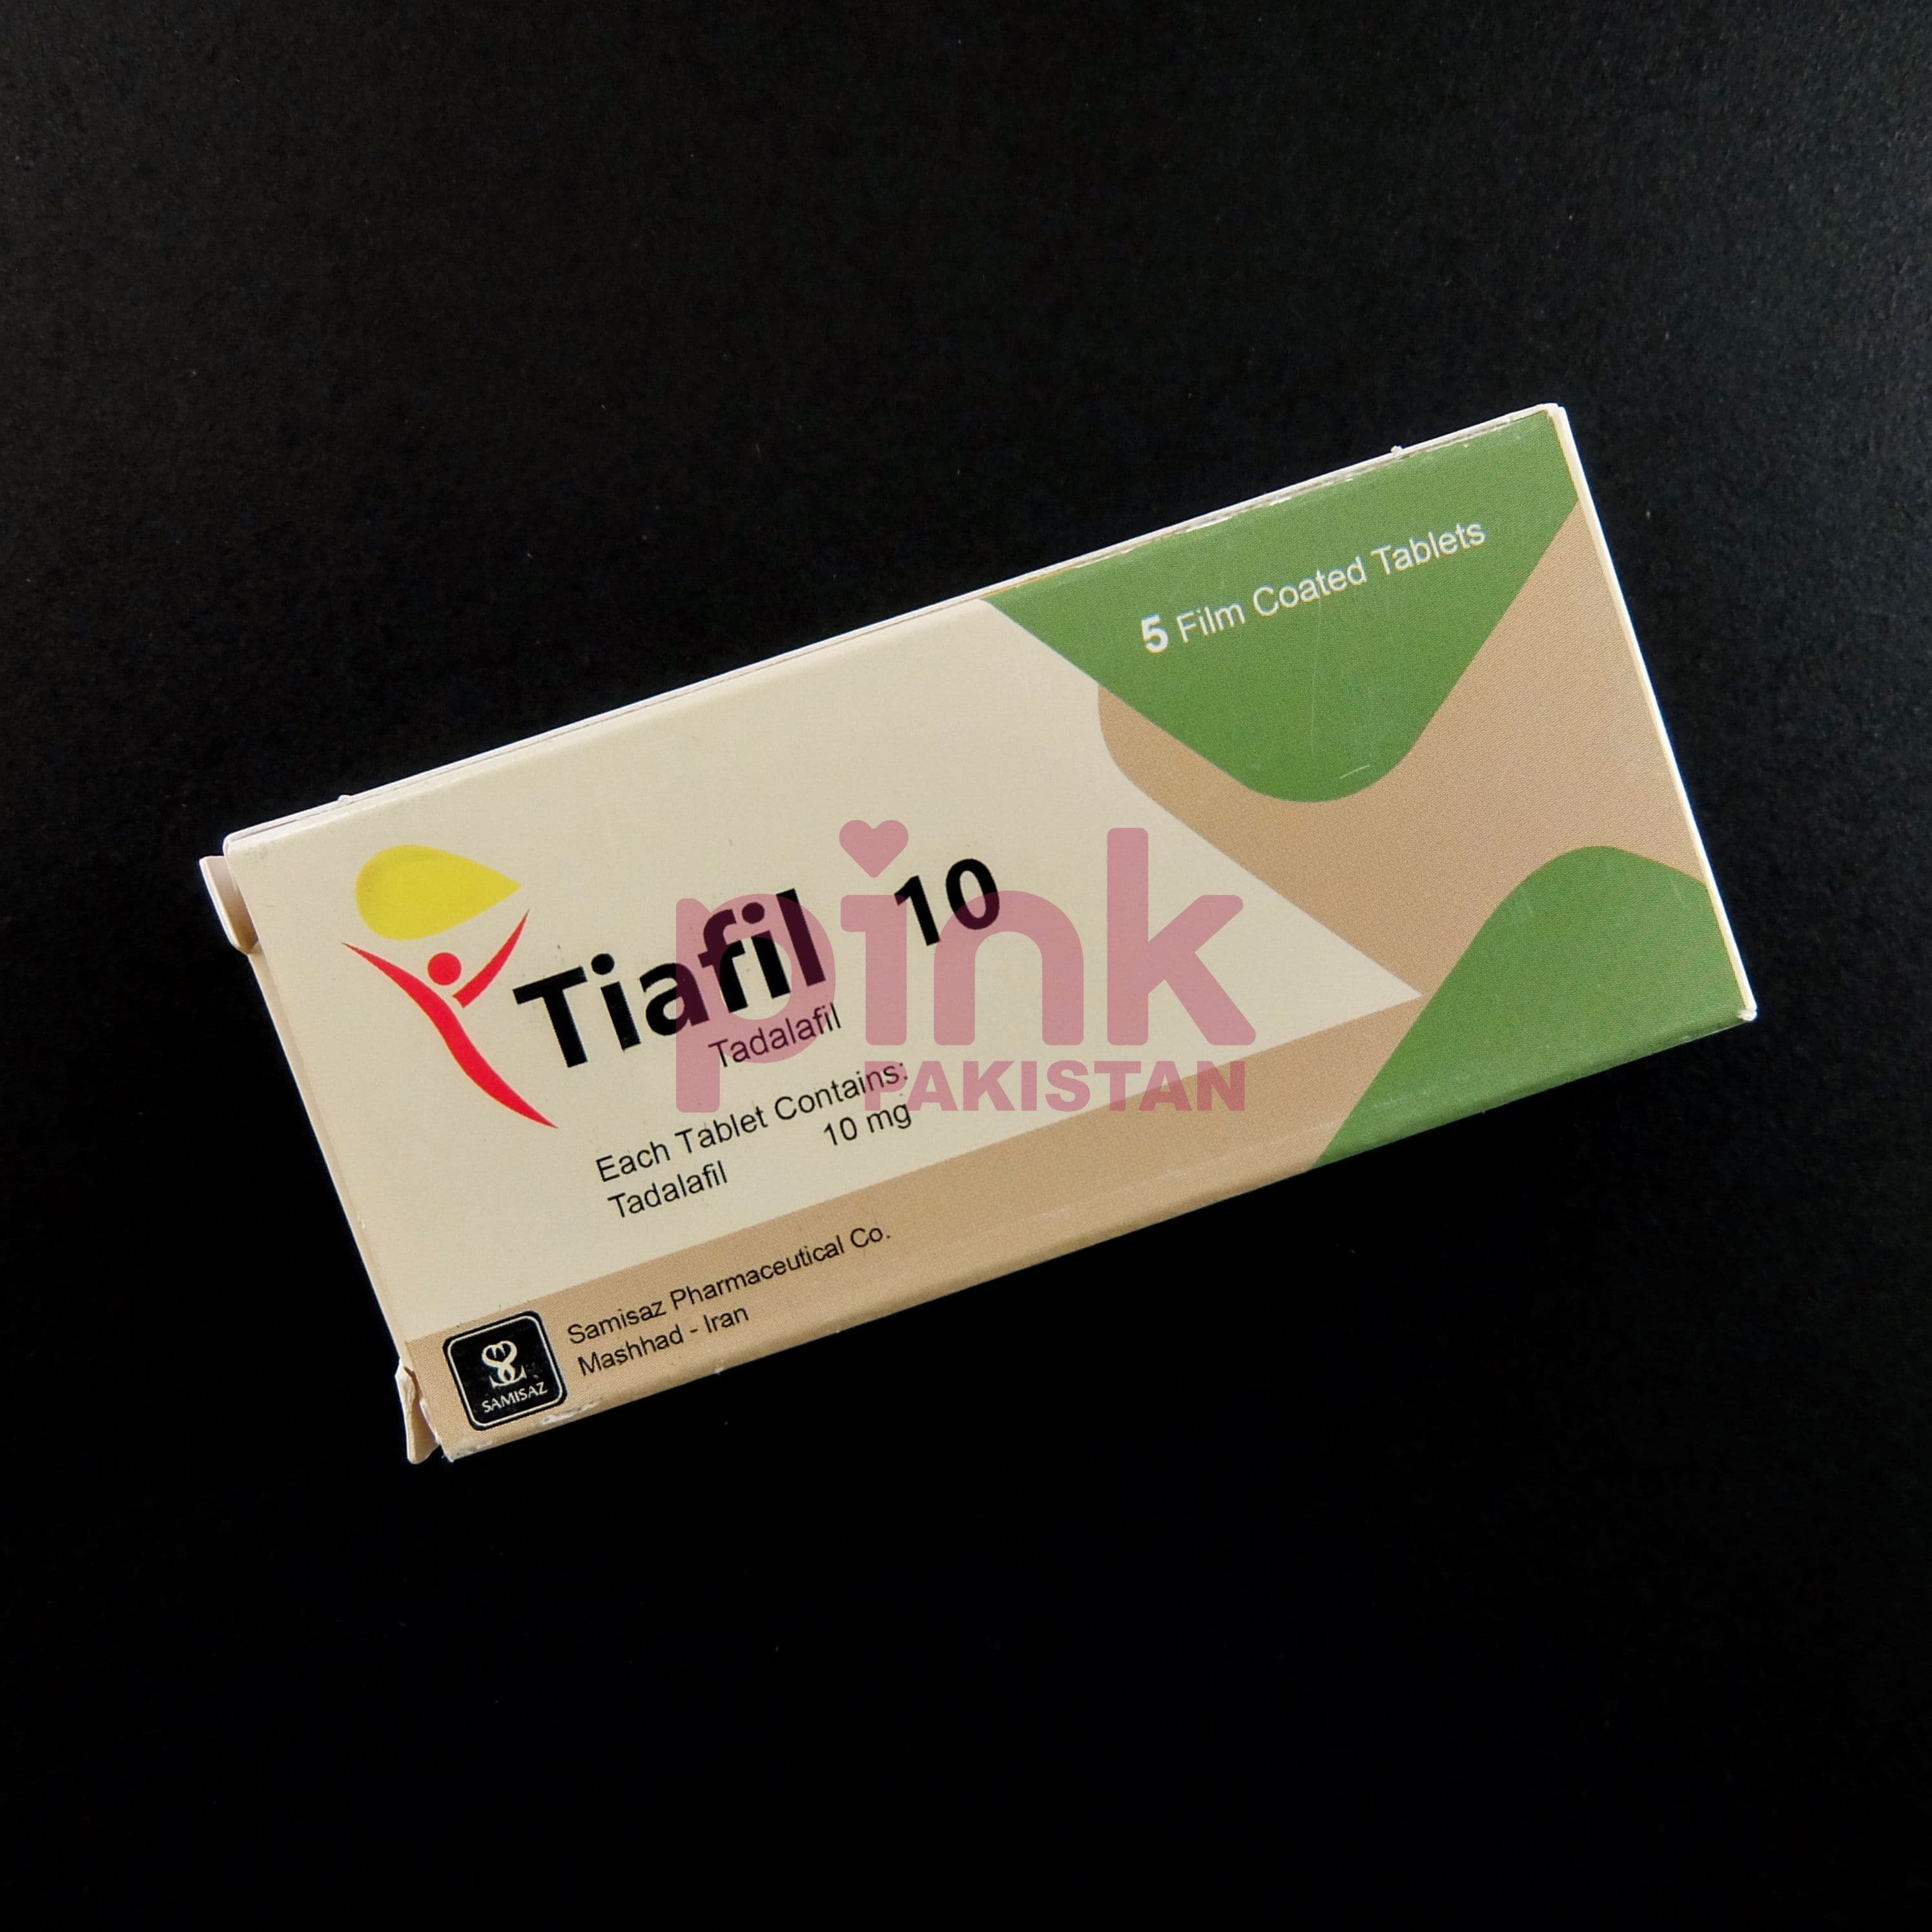 5 Film Coated Tablets
Tiafil 10
Tadalafil
Each Tablet Contains:
Tadalafil 10 mg
Samisaz Pharmaceutical Co.
Mashhad - Iran
SAMISAZ
pink
PAKISTAN